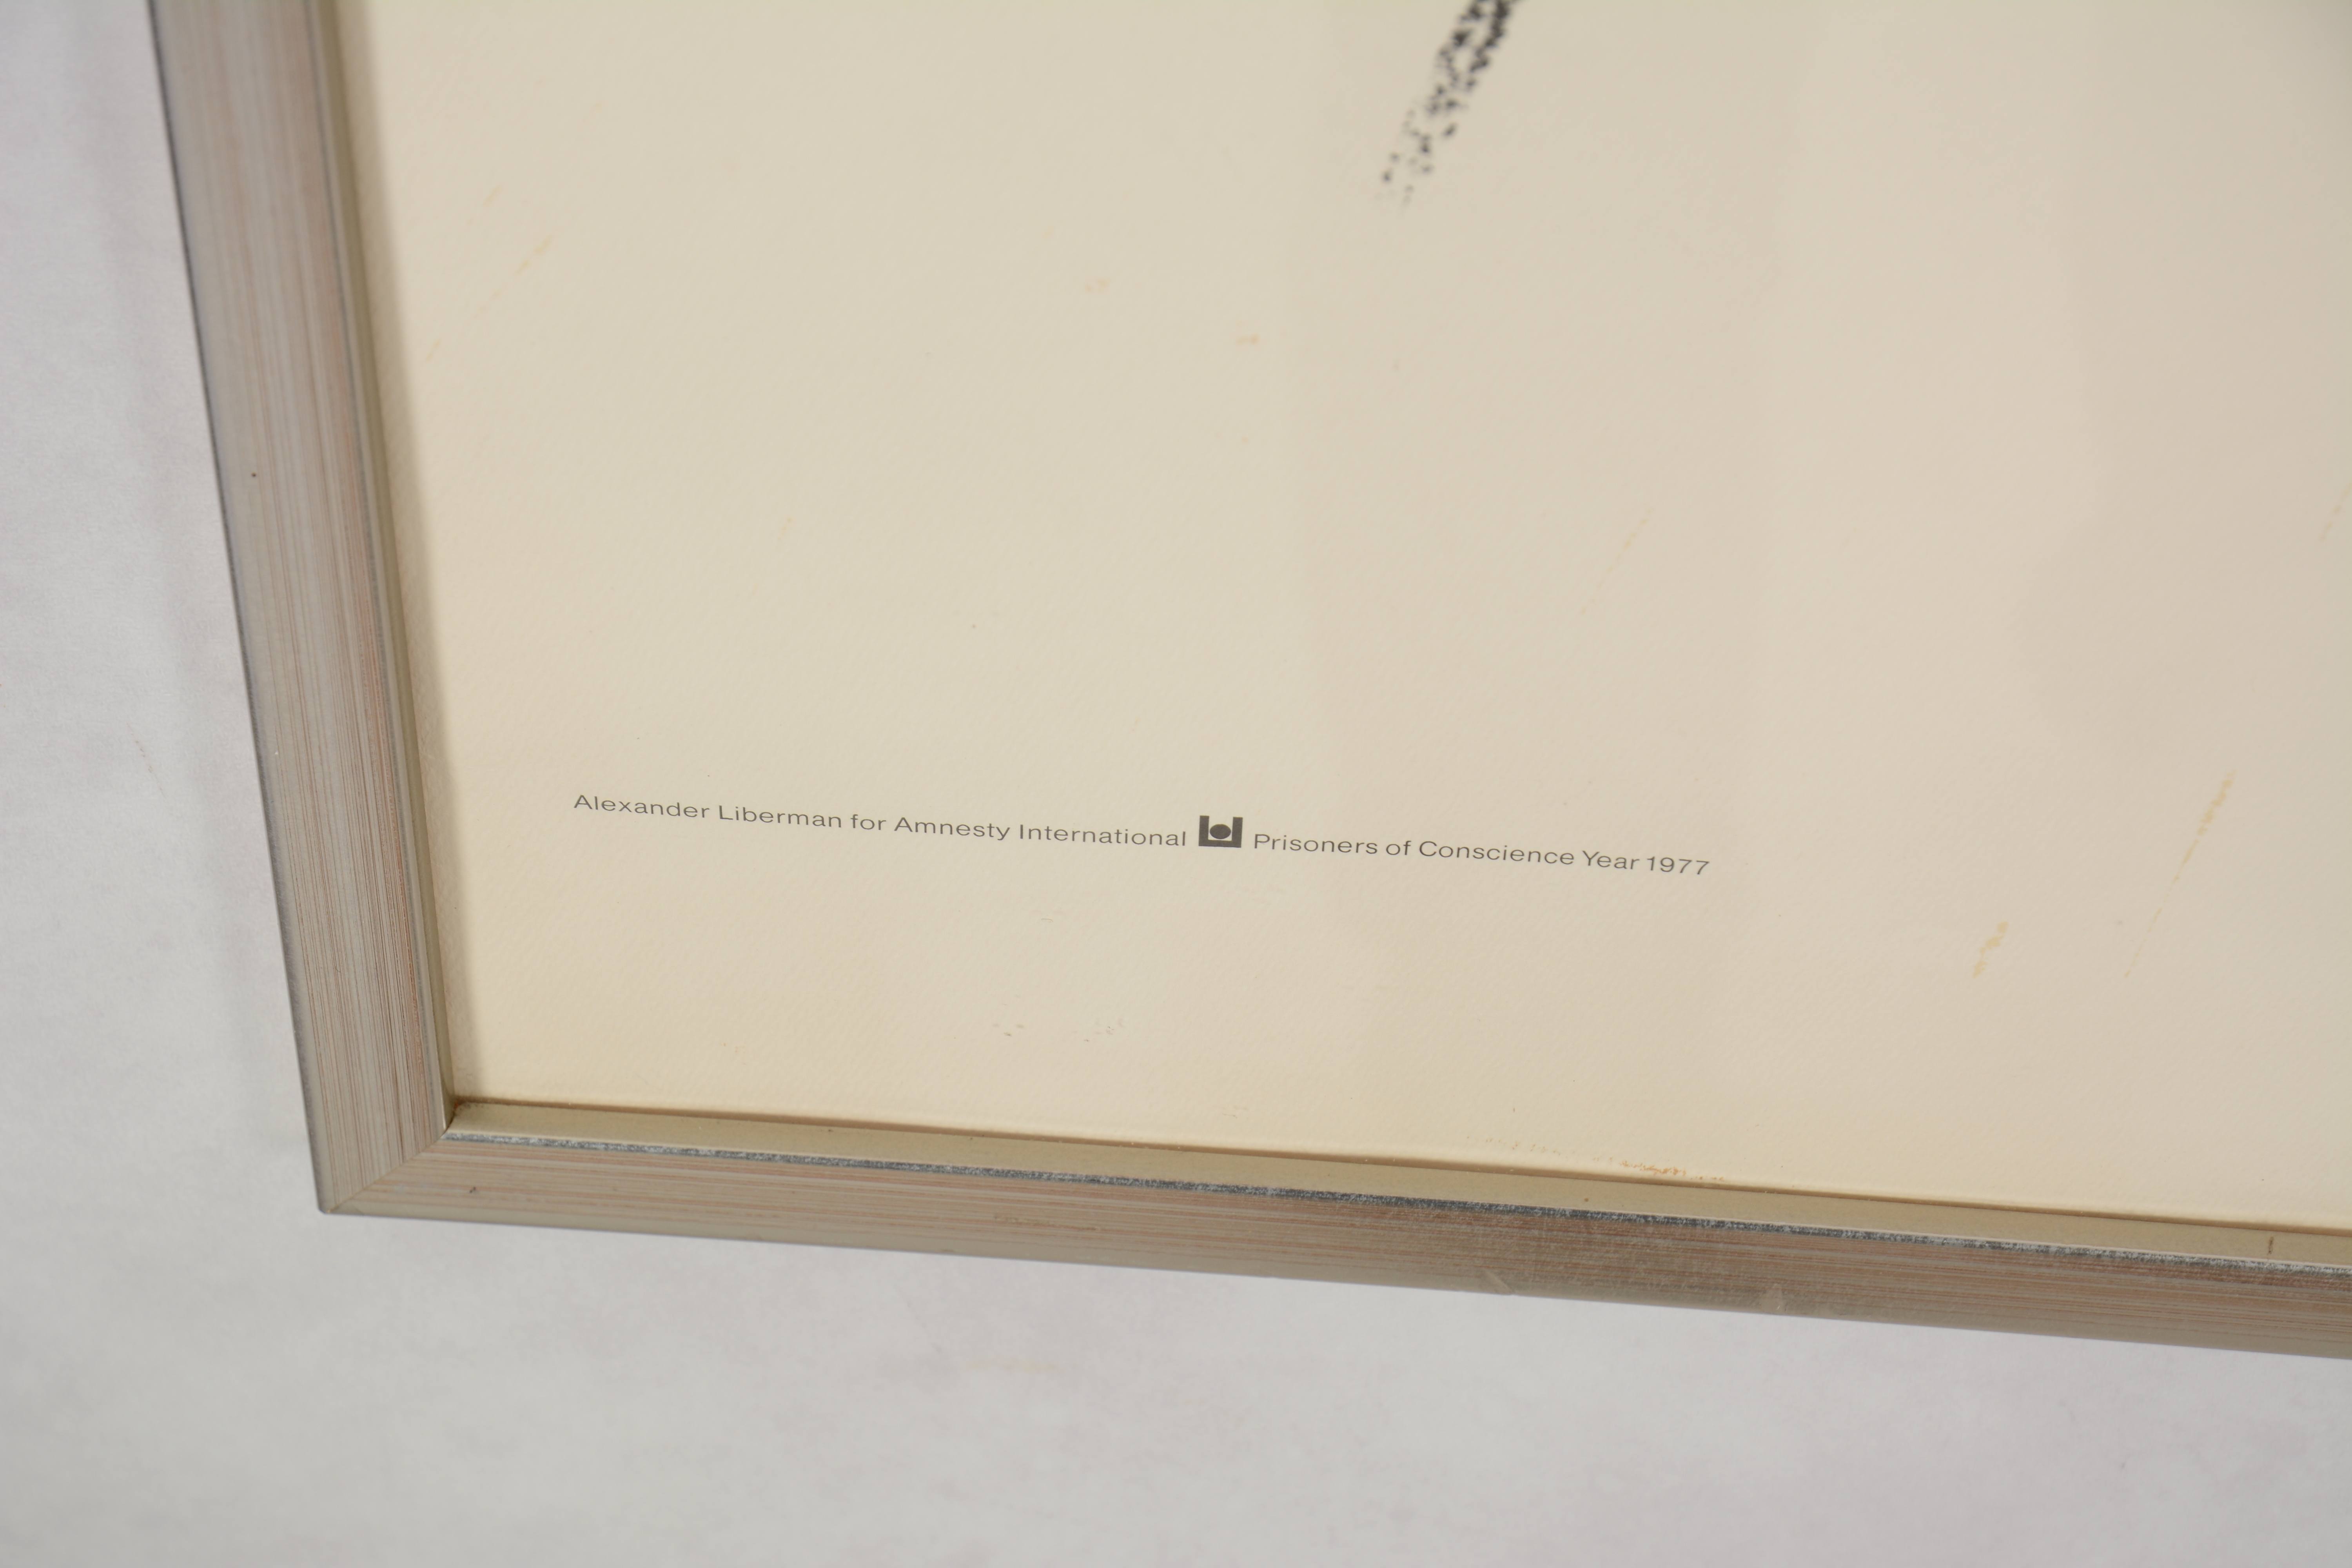 Alexander Liberman for Amnesty International Prisoners of Conscience Year 1977